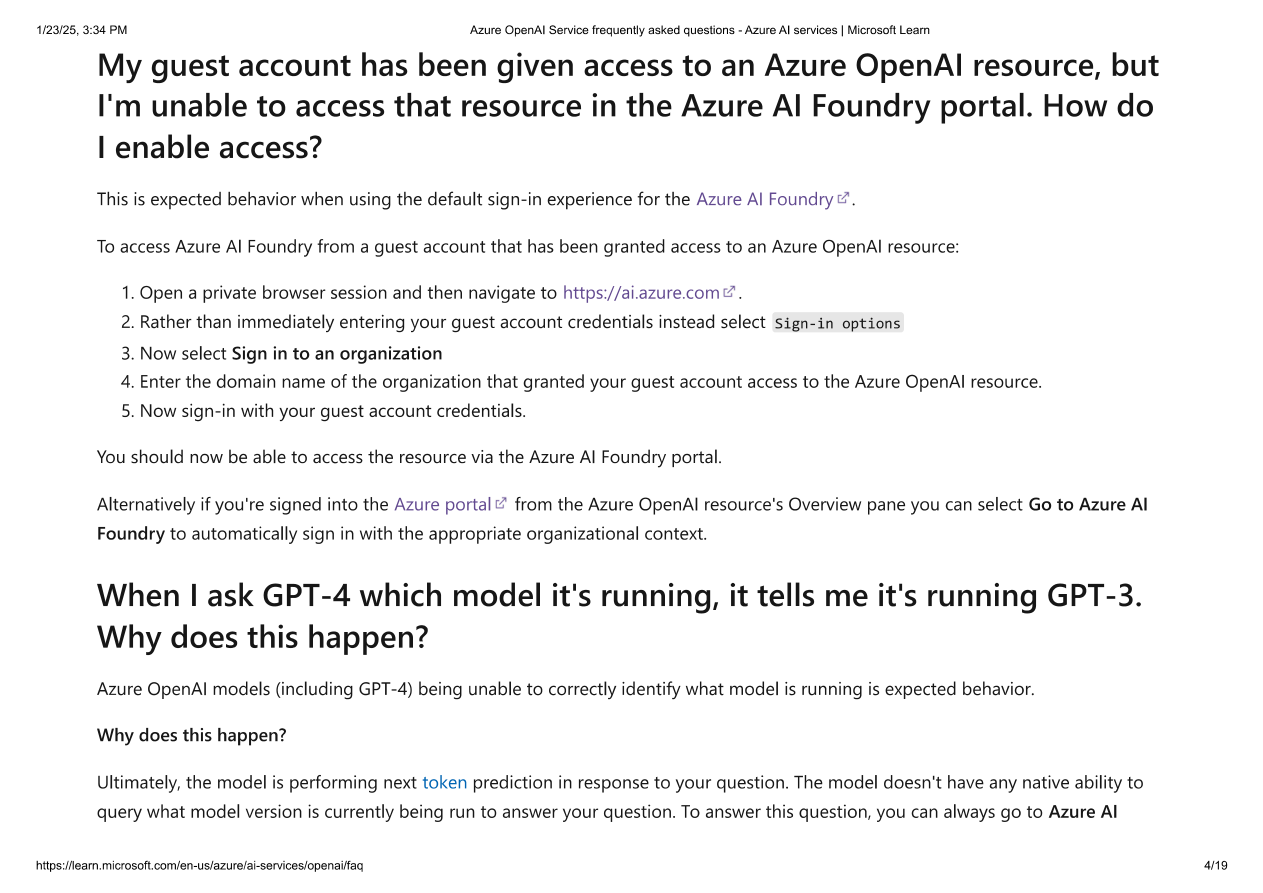 1/23/25, 3:34 PM
Azure OpenAI Service frequently asked questions - Azure AI services | Microsoft Learn
My guest account has been given access to an Azure OpenAI resource, but
I'm unable to access that resource in the Azure AI Foundry portal. How do
I enable access?
This is expected behavior when using the default sign-in experience for the Azure AI Foundry.
To access Azure AI Foundry from a guest account that has been granted access to an Azure OpenAI resource:
1. Open a private browser session and then navigate to https://ai.azure.com.
2. Rather than immediately entering your guest account credentials instead select Sign-in options
3. Now select Sign in to an organization
4. Enter the domain name of the organization that granted your guest account access to the Azure OpenAI resource.
5. Now sign-in with your guest account credentials.
You should now be able to access the resource via the Azure AI Foundry portal.
Alternatively if you're signed into the Azure portal from the Azure OpenAI resource's Overview pane you can select Go to Azure AI
Foundry to automatically sign in with the appropriate organizational context.
When I ask GPT-4 which model it's running, it tells me it's running GPT-3.
Why does this happen?
Azure OpenAI models (including GPT-4) being unable to correctly identify what model is running is expected behavior.
Why does this happen?
Ultimately, the model is performing next token prediction in response to your question. The model doesn't have any native ability to
query what model version is currently being run to answer your question. To answer this question, you can always go to Azure AI
https://learn.microsoft.com/en-us/azure/ai-services/openai/faq
4/19